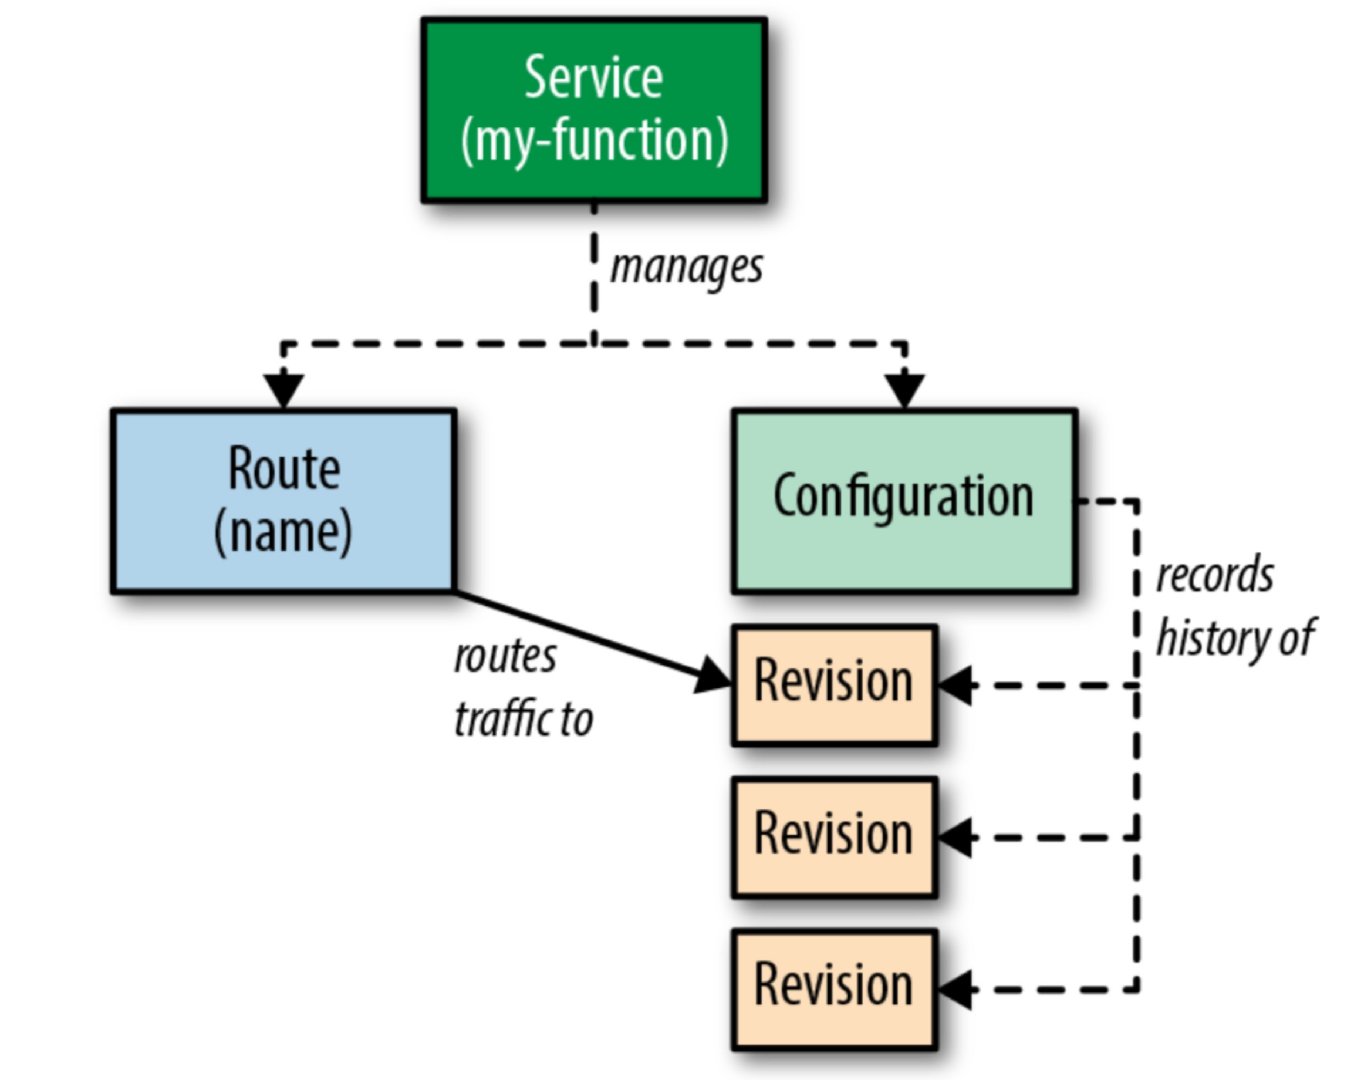 Service
(my-function)
manages
Route
(name)
Configuration
records
history of
routes
traffic to
Revision
Revision
Revision